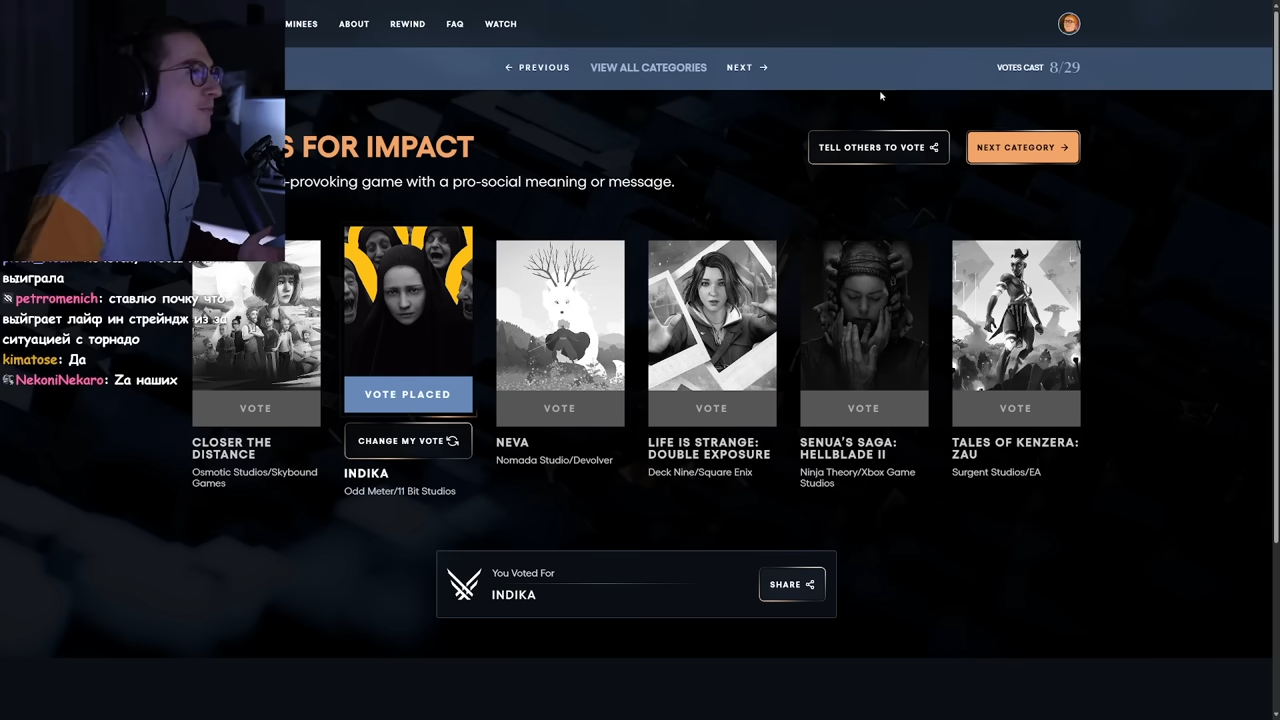 MINEES ABOUT REWIND FAQ WATCH
← PREVIOUS VIEW ALL CATEGORIES NEXT →
VOTES CAST 8/29
S FOR IMPACT
TELL OTHERS TO VOTE
NEXT CATEGORY →
-provoking game with a pro-social meaning or message.
выиграла
petrromenich: ставлю почку что
выйграет лайф ин стрейндж из за
ситуацией с торнадо
kimatose: Да
NekoniNekaro: Zа наших
VOTE
CLOSER THE
DISTANCE
Osmotic Studios/Skybound
Games
VOTE PLACED
CHANGE MY VOTE
INDIKA
Odd Meter/11 Bit Studios
VOTE
NEVA
Nomada Studio/Devolver
VOTE
LIFE IS STRANGE:
DOUBLE EXPOSURE
Deck Nine/Square Enix
VOTE
SENUA'S SAGA:
HELLBLADE II
Ninja Theory/Xbox Game
Studios
VOTE
TALES OF KENZERA:
ZAU
Surgent Studios/EA
You Voted For
INDIKA
SHARE